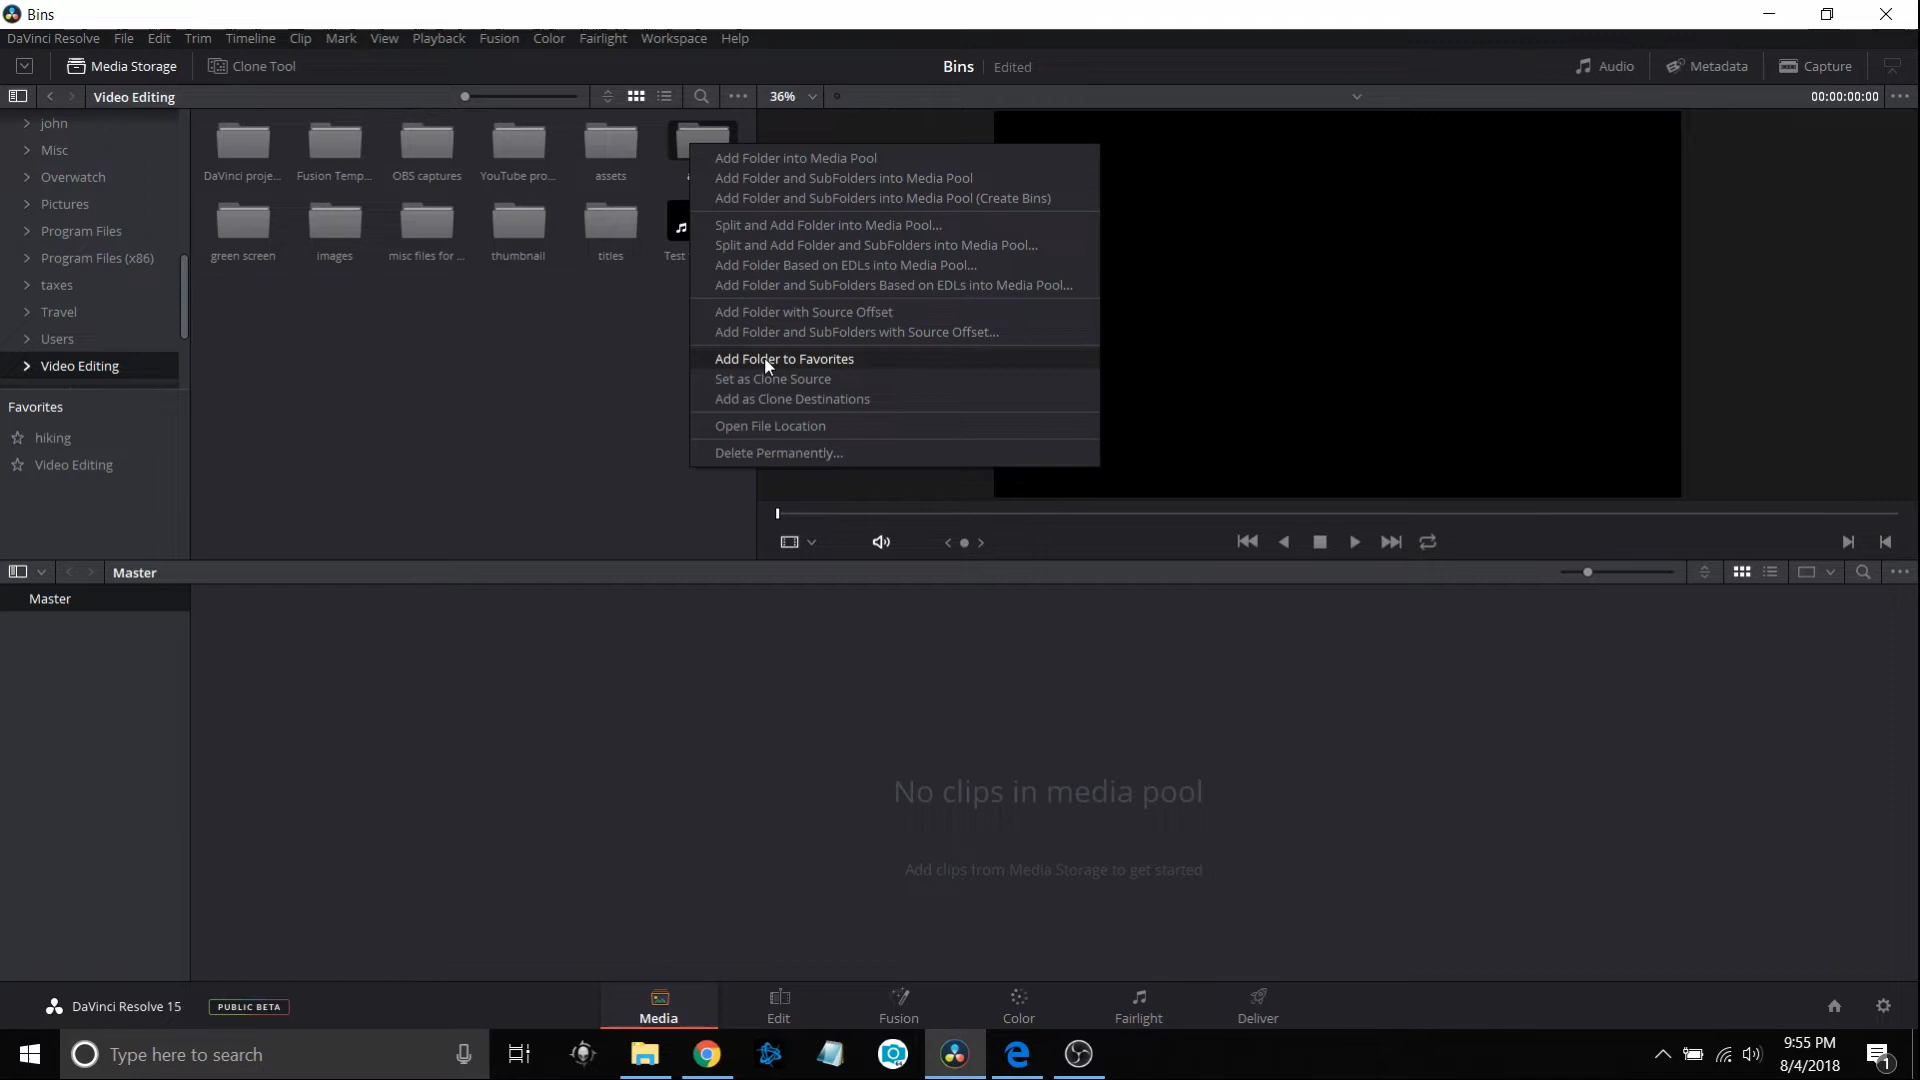 Bins
DaVinci Resolve File Edit Trim Timeline Clip Mark View Playback Fusion Color Fairlight Workspace Help
Media Storage Clone Tool Bins Edited Audio Metadata Capture
Video Editing 36% 00:00:00:00
john
Misc
Overwatch
Pictures
Program Files
Program Files (x86)
taxes
Travel
Users
Video Editing
Favorites
hiking
Video Editing
DaVinci proje... Fusion Temp... OBS captures YouTube pro... assets
green screen images misc files for ... thumbnail titles Test
Add Folder into Media Pool
Add Folder and SubFolders into Media Pool
Add Folder and SubFolders into Media Pool (Create Bins)
Split and Add Folder into Media Pool...
Split and Add Folder and SubFolders into Media Pool...
Add Folder Based on EDLs into Media Pool...
Add Folder and SubFolders Based on EDLs into Media Pool...
Add Folder with Source Offset
Add Folder and SubFolders with Source Offset...
Add Folder to Favorites
Set as Clone Source
Add as Clone Destinations
Open File Location
Delete Permanently...
Master
Master
No clips in media pool
Add clips from Media Storage to get started
DaVinci Resolve 15 PUBLIC BETA
Media Edit Fusion Color Fairlight Deliver
Type here to search
9:55 PM
8/4/2018
1